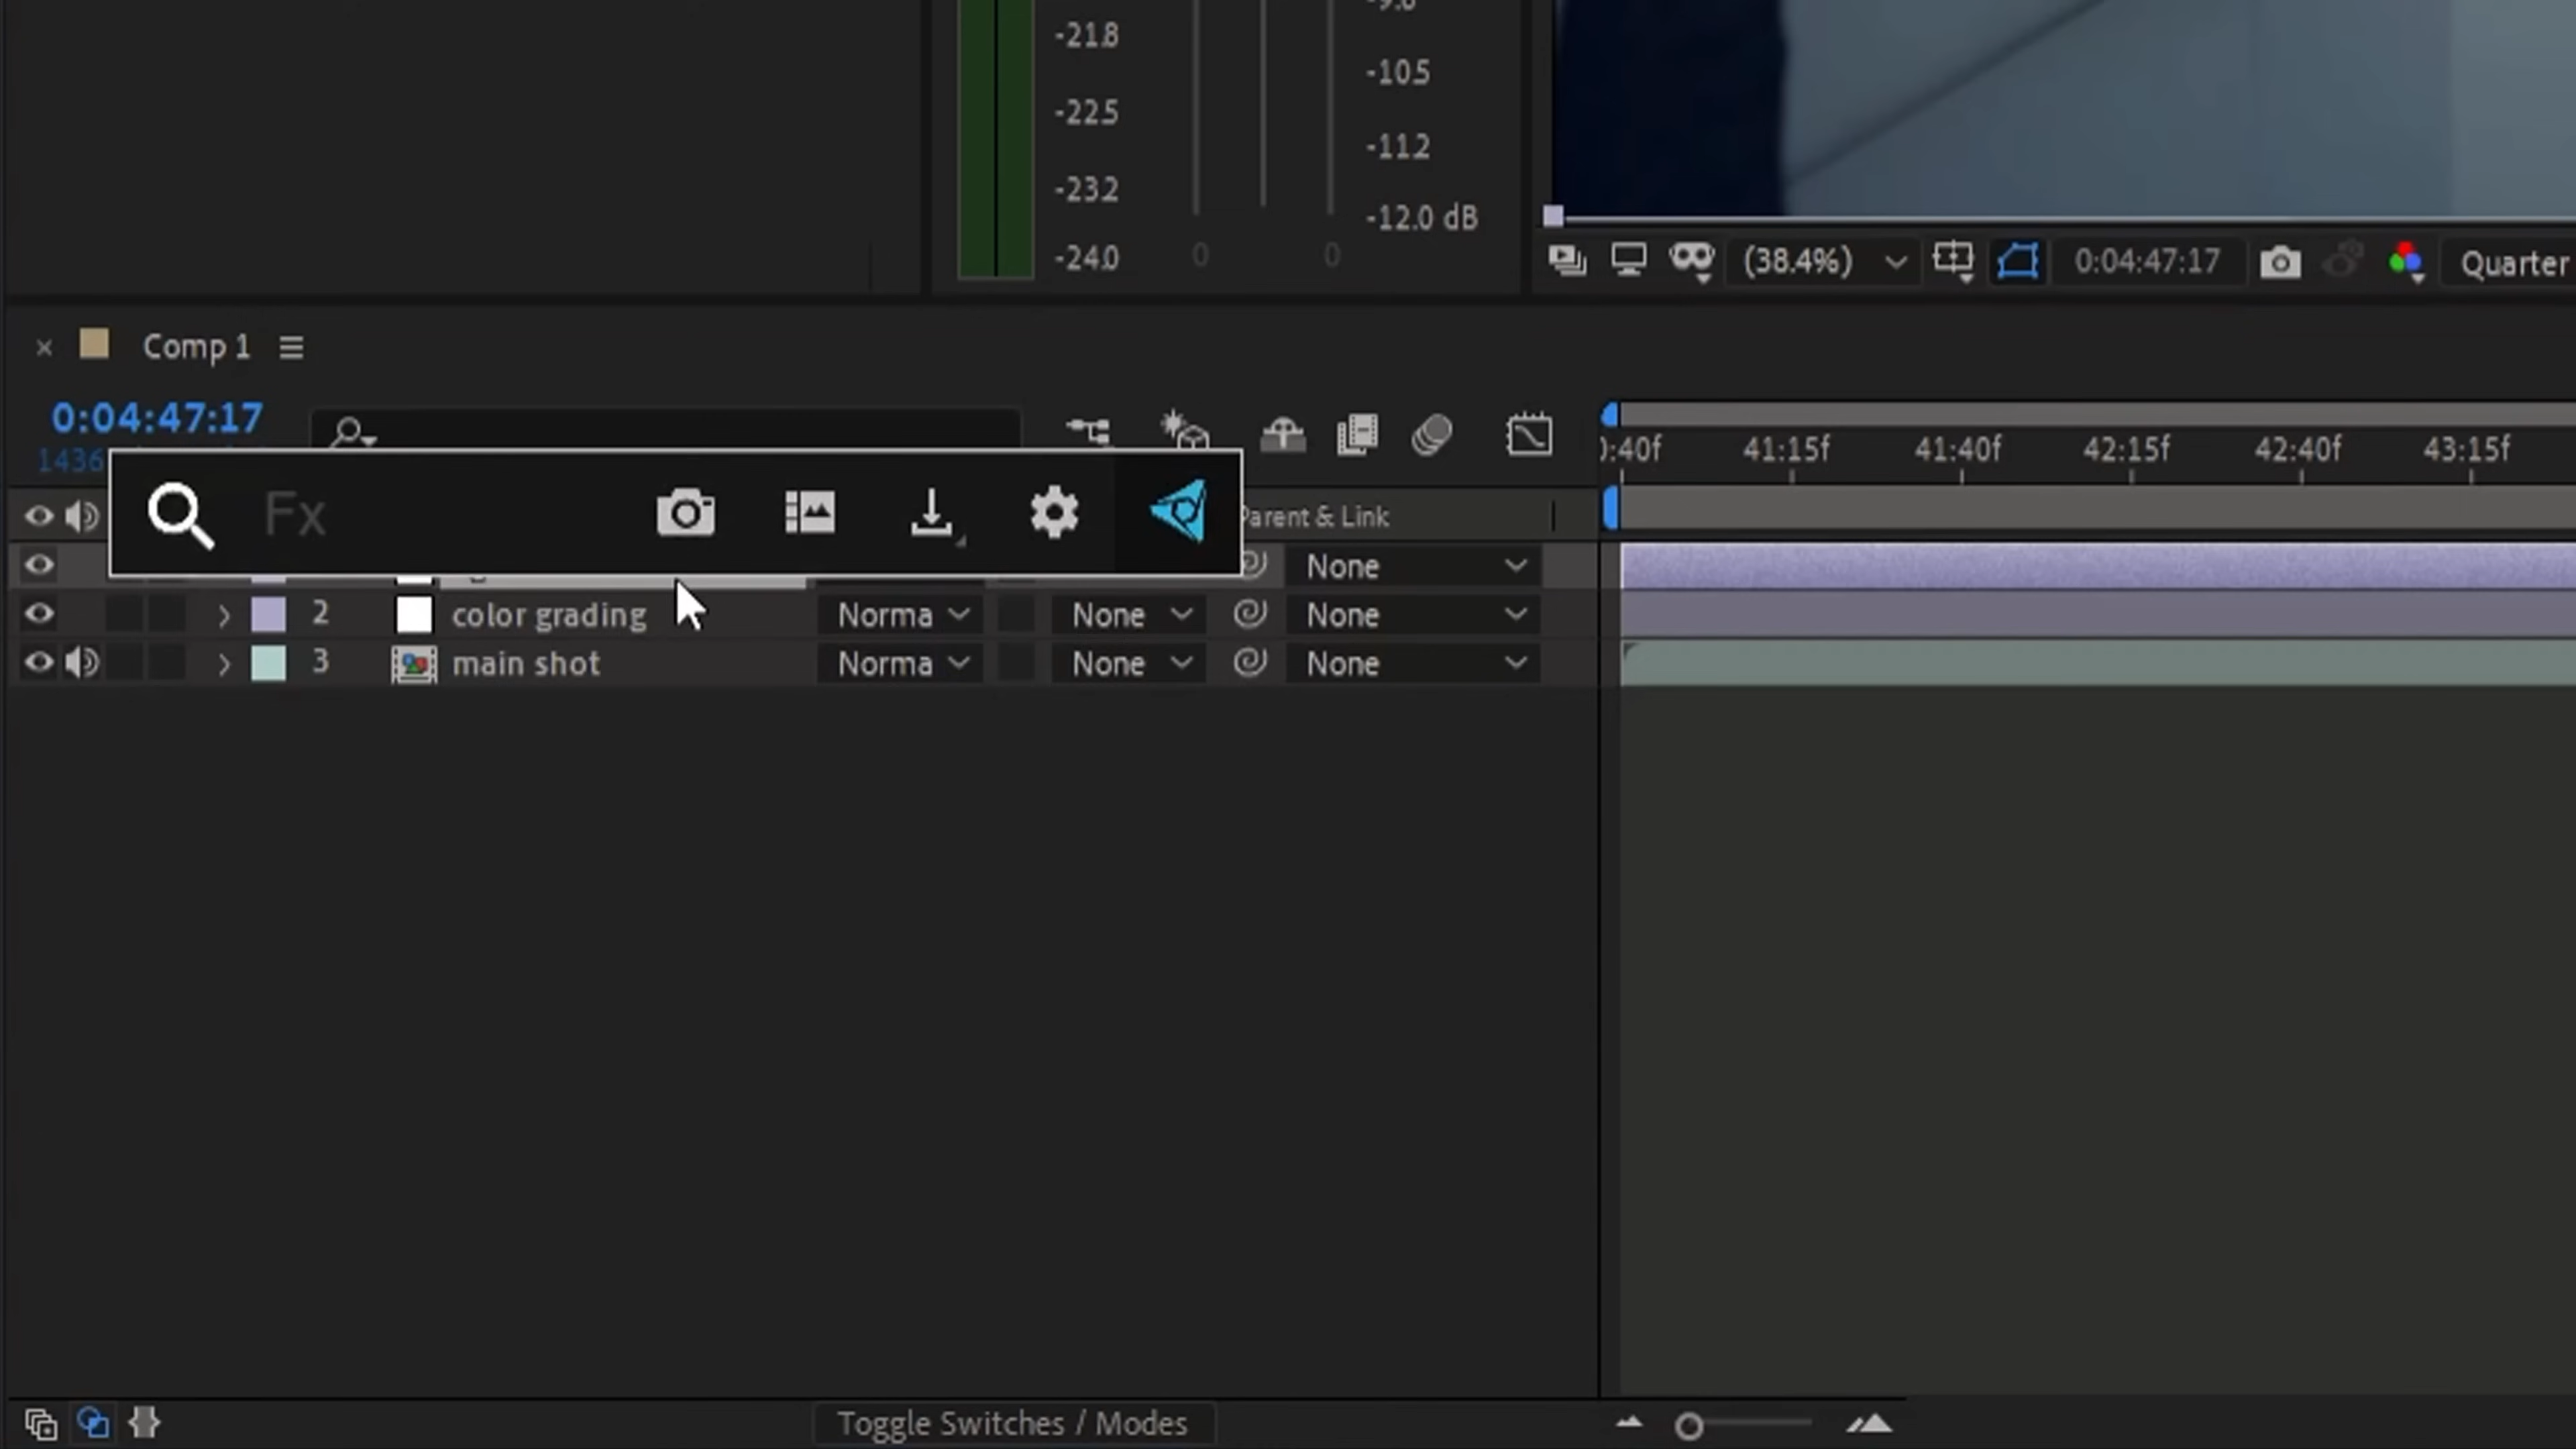 -21.8
-22.5
-23.2
-24.0
0 0
-9.8
-10.5
-11.2
-12.0 dB
(38.4%) 0:04:47:17 Quarter
Comp 1
0:04:47:17
1436
Fx
Parent & Link
):40f 41:15f 41:40f 42:15f 42:40f 43:15f
None
2 color grading Norma None None
3 main shot Norma None None
Toggle Switches / Modes